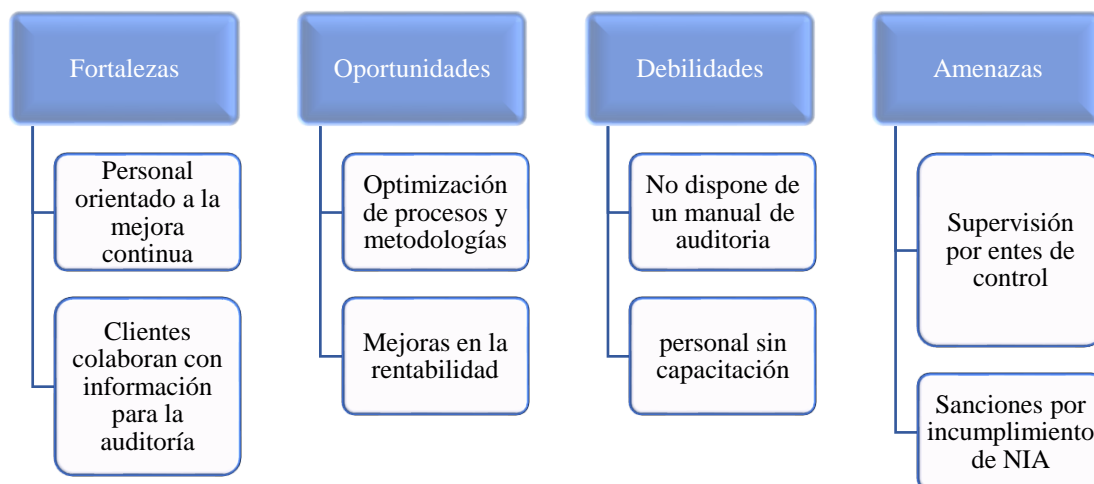 Fortalezas
Personal
orientado a la
mejora
continua
Clientes
colaboran con
información
para la
auditoría
Oportunidades
Optimización
de procesos y
metodologías
Mejoras en la
rentabilidad
Debilidades
No dispone de
un manual de
auditoria
personal sin
capacitación
Amenazas
Supervisión
por entes de
control
Sanciones por
incumplimiento
de NIA